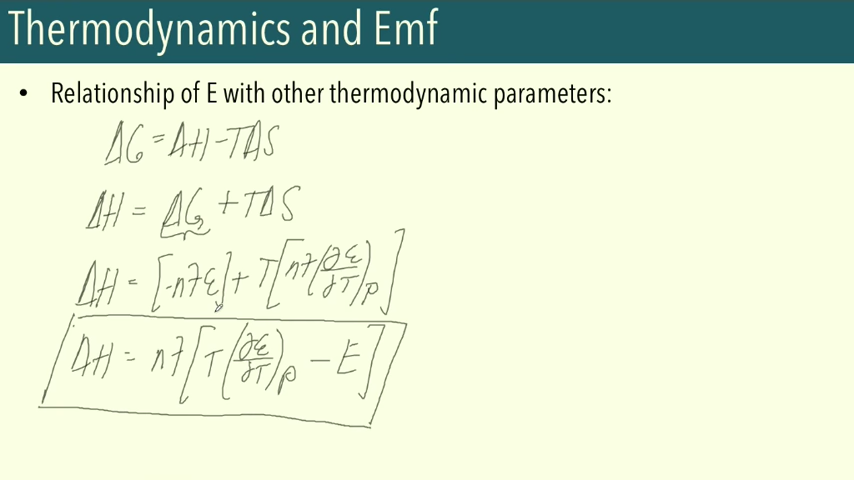 Thermodynamics and Emf
• Relationship of E with other thermodynamic parameters:
ΔG = ΔH - TΔS
ΔH = ΔG + TΔS
ΔH = [-nFε] + T[nF(∂ε/∂T)p]
ΔH = nF[T(∂ε/∂T)p - E]